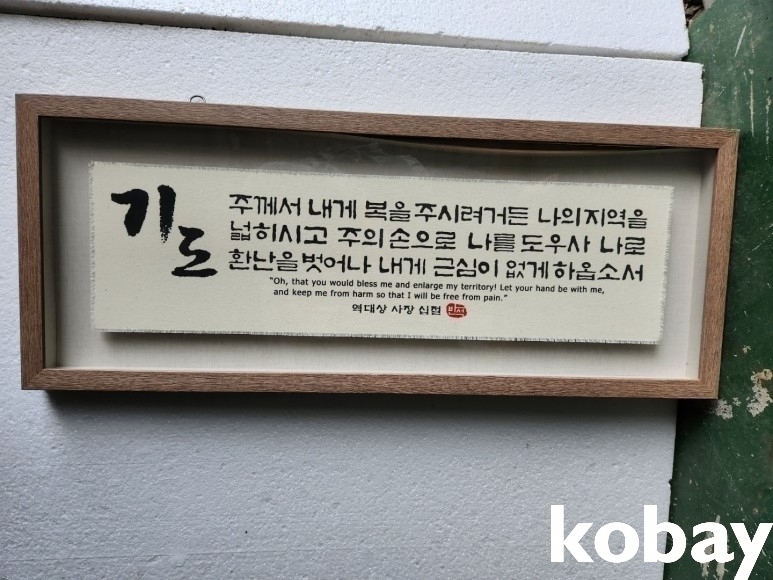 기도
주께서 내게 복을 주시려거든 나의 지역을
넓히시고 주의 손으로 나를 도우사 나로
환난을 벗어나 내게 근심이 없게 하옵소서
"Oh, that you would bless me and enlarge my territory! Let your hand be with me,
and keep me from harm so that I will be free from pain."
역대상 사장 십절
kobay